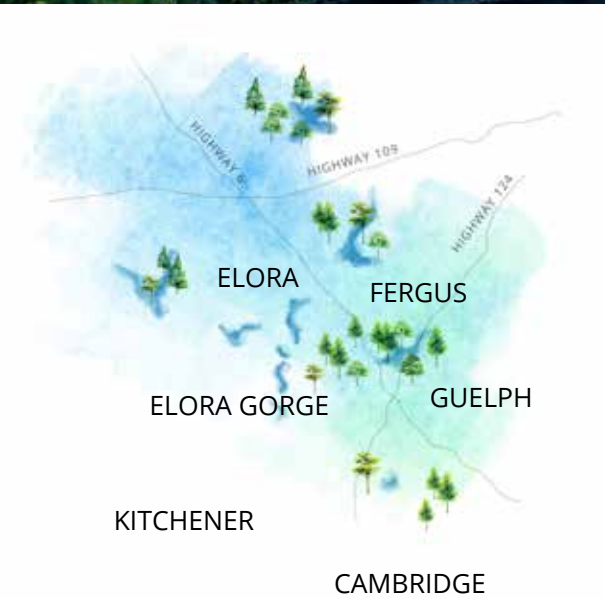 HIGHWAY 6
HIGHWAY 109
HIGHWAY 124
ELORA
FERGUS
ELORA GORGE
GUELPH
KITCHENER
CAMBRIDGE